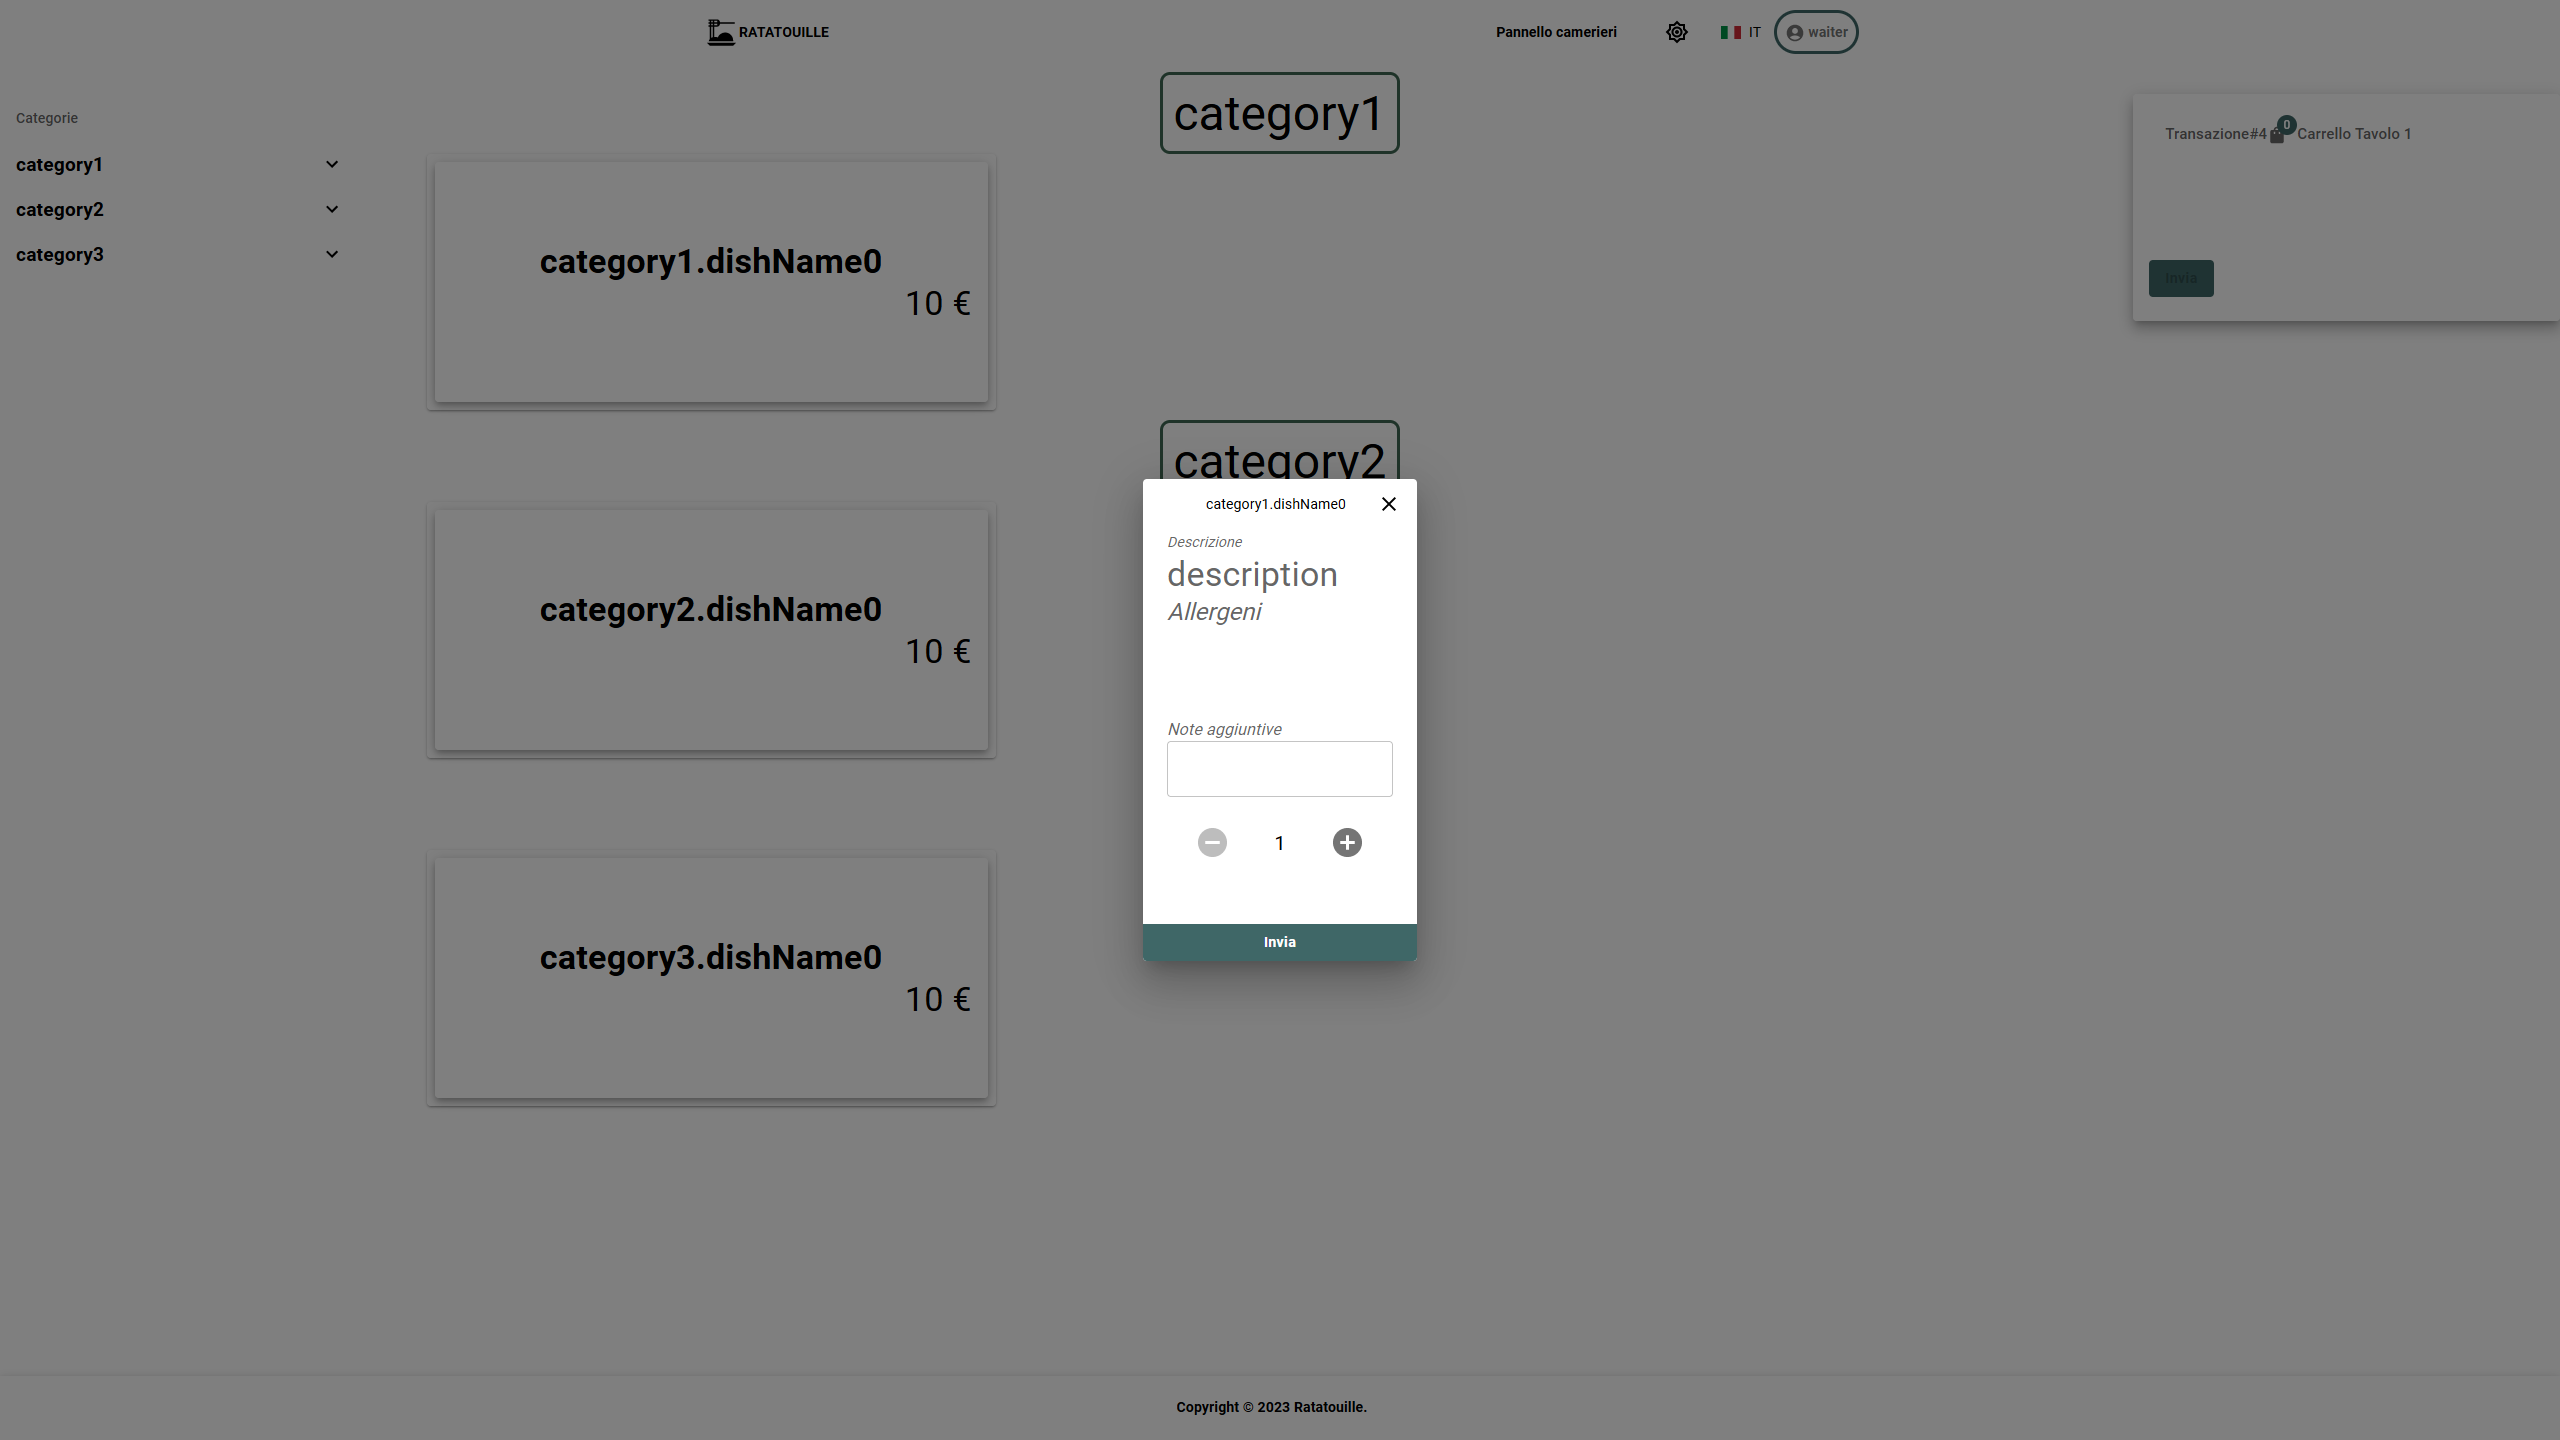 RATATOUILLE
Pannello camerieri
IT
waiter
Categorie
category1
category2
category3
category1
category1.dishName0
10 €
category2
category2.dishName0
10 €
category3.dishName0
10 €
Transazione#4 0 Carrello Tavolo 1
Invia
category1.dishName0
Descrizione
description
Allergeni
Note aggiuntive
1
Invia
Copyright © 2023 Ratatouille.